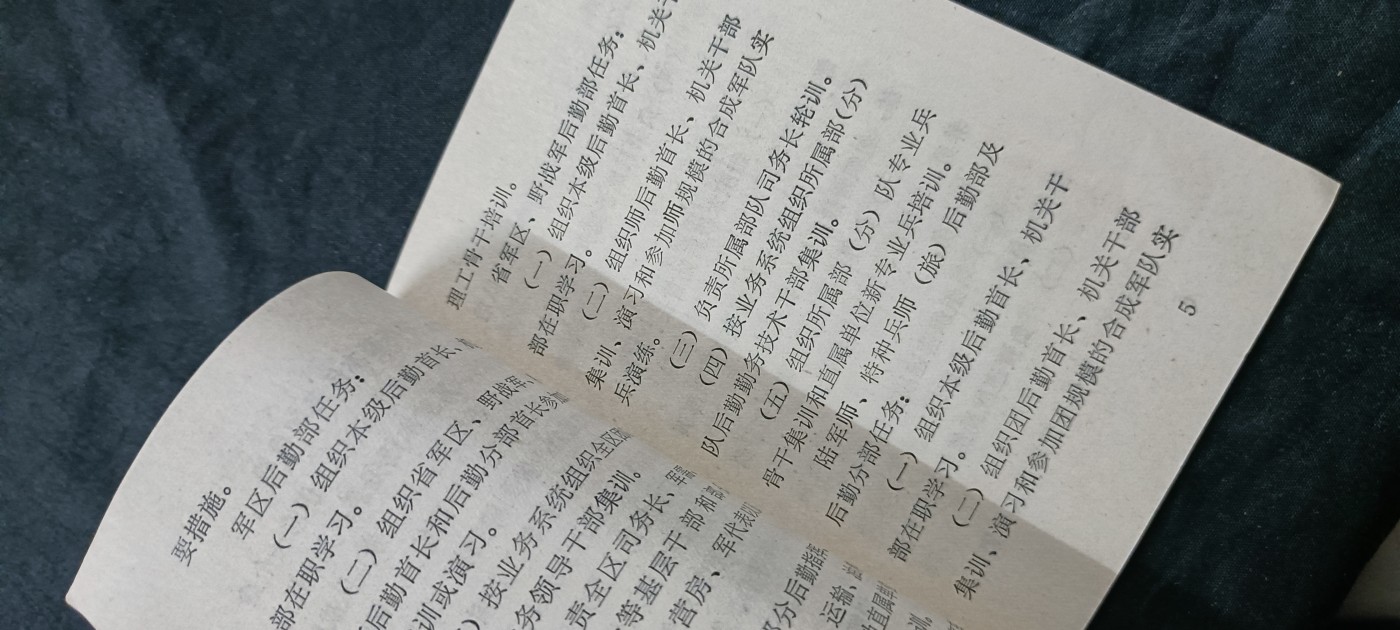 要措施。
军区后勤部任务：
（一） 组织本级后勤首长、
部在职学习。
（二） 组织省军区、野战军
后勤首长和后勤分部首长参
训或演习。
按业务系统组织全区
务领导干部集训。
责全区司务长、
等基层干部和
营房、军代表
部分后勤
运输、
直属
训。
理工骨干培训。
省军区、野战军后勤部任务：
（一） 组织本级后勤首长、机关干
部在职学习。
（二） 组织师后勤首长、机关干部
集训、演习和参加师规模的合成军队实
兵演练。
（三） 负责所属部队司务长轮训。
（四） 按业务系统组织所属部（分）
队后勤勤务技术干部集训。
（五） 组织所属部（分）队专业兵
骨干集训和直属单位新专业兵培训。
陆军师、特种兵师（旅）后勤部及
后勤分部任务：
（一） 组织本级后勤首长、机关干
部在职学习。
（二） 组织团后勤首长、机关干部
集训、演习和参加团规模的合成军队实
5